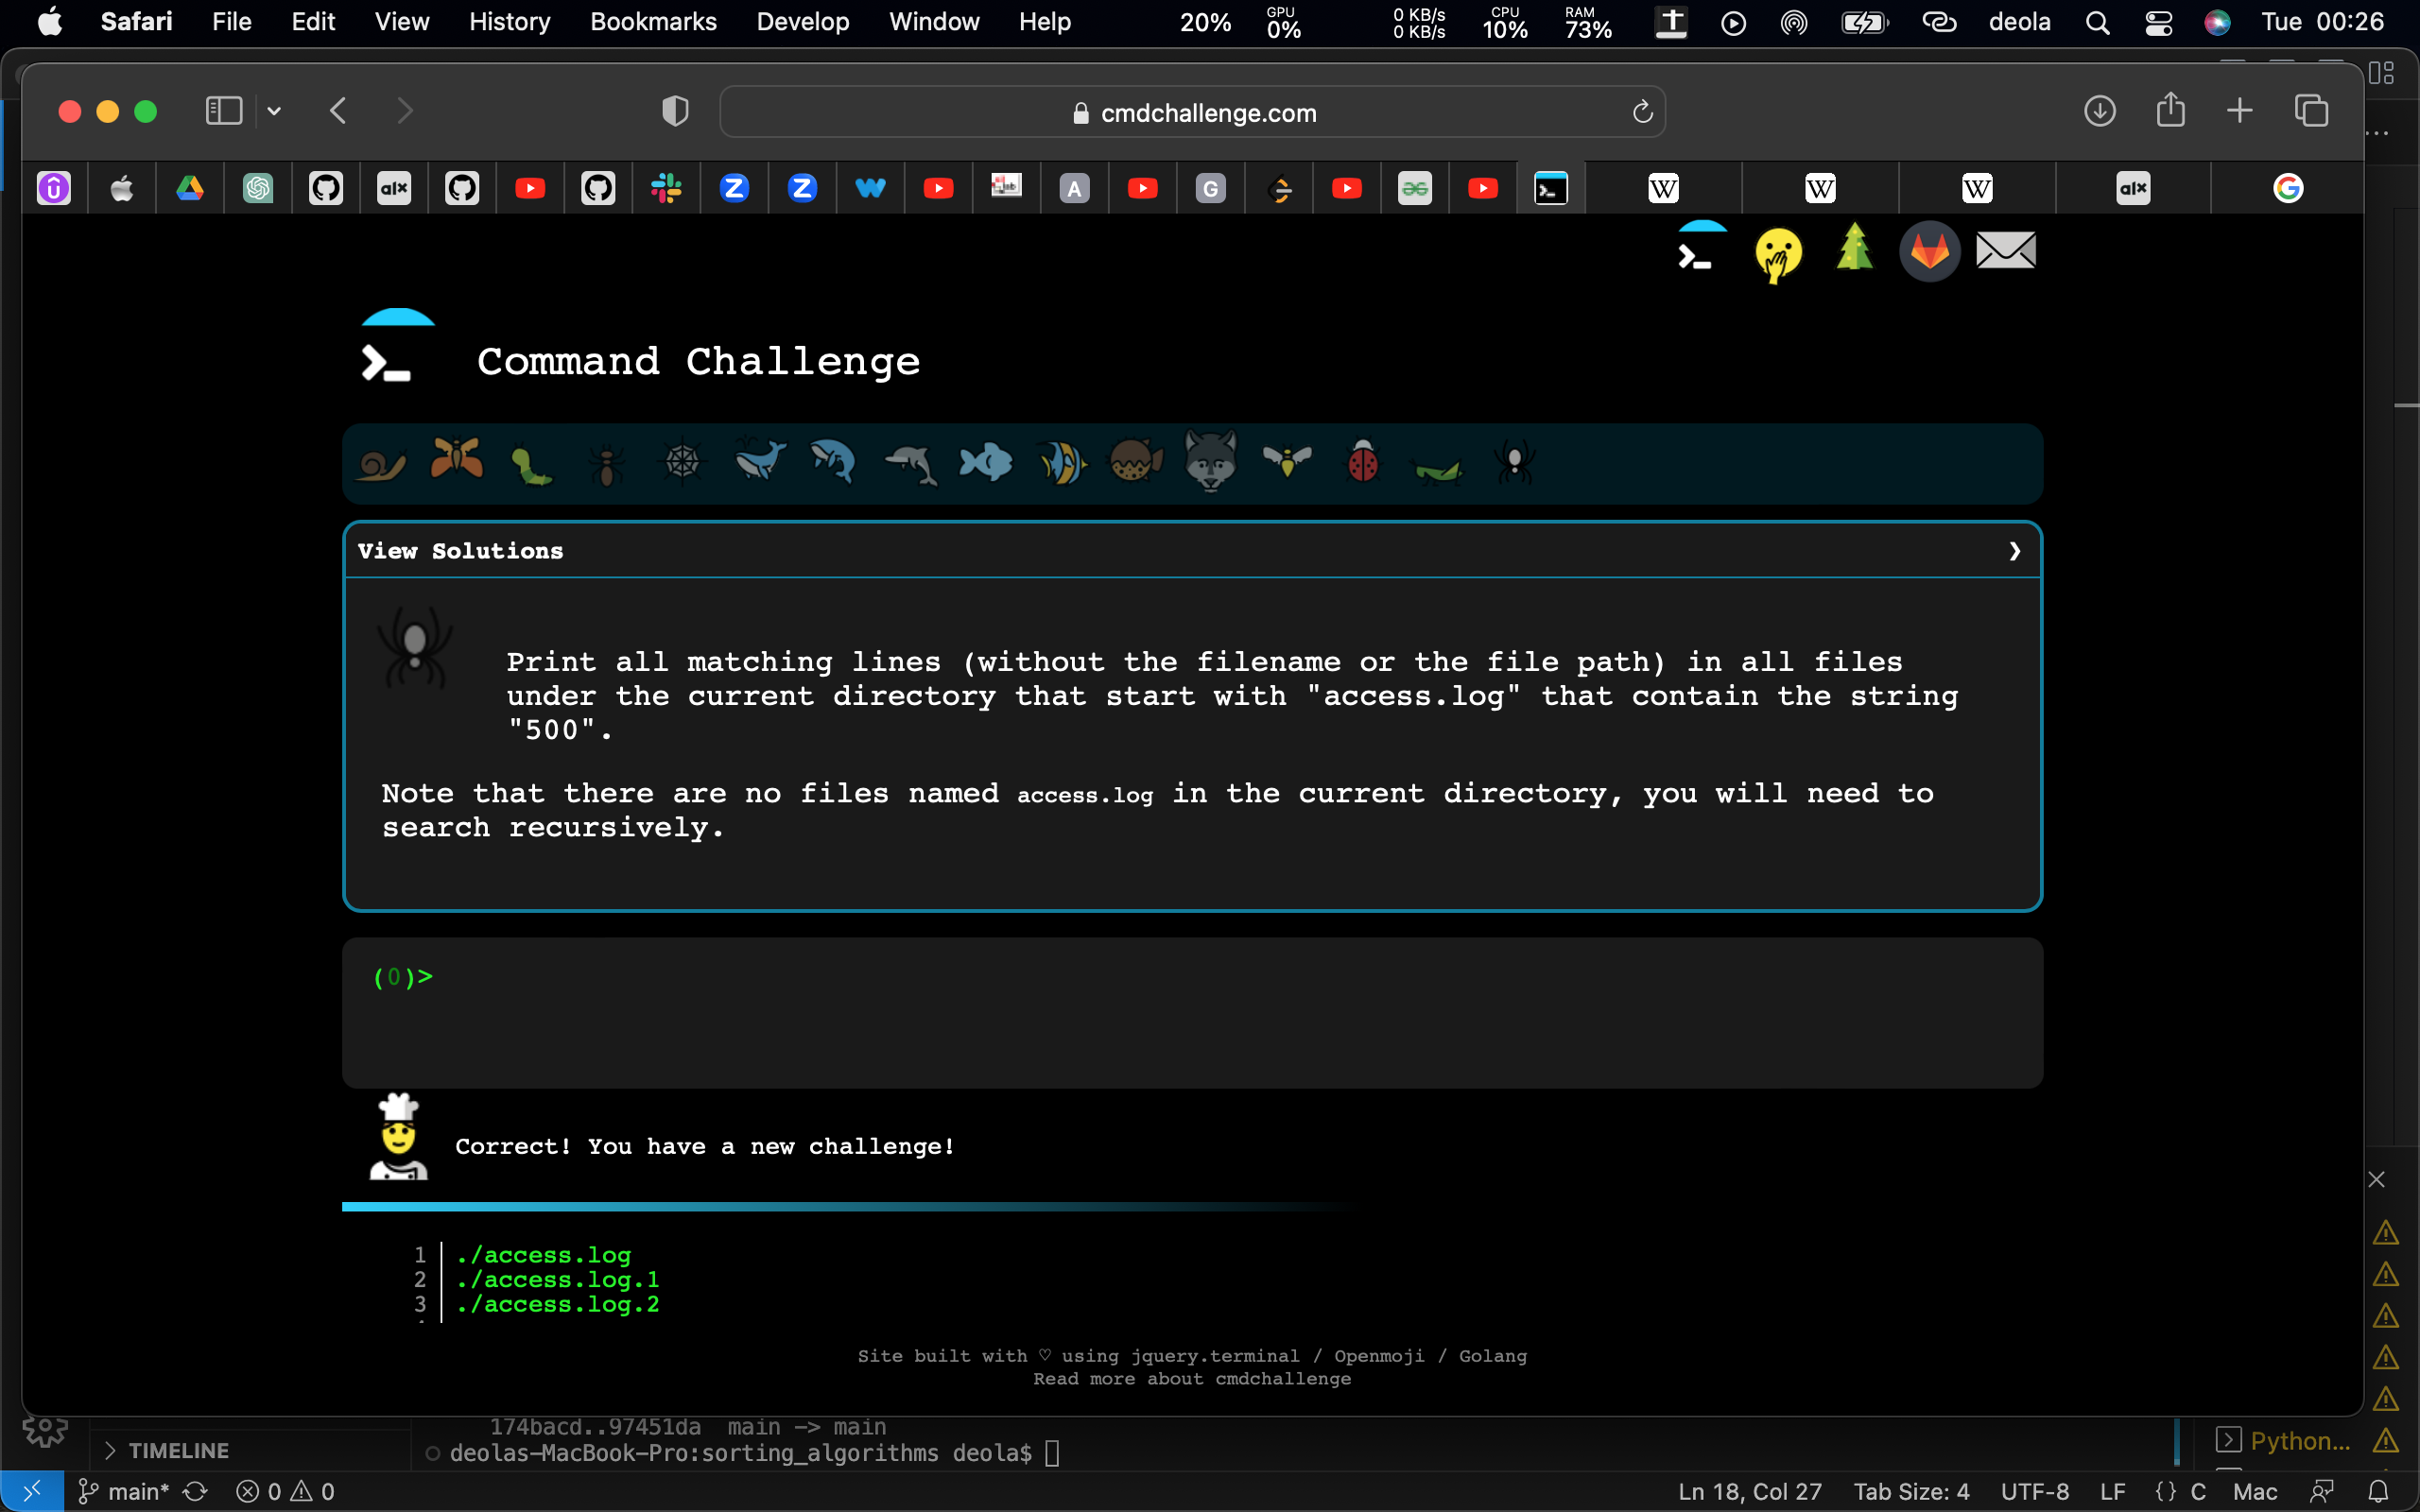 Safari File Edit View History Bookmarks Develop Window Help 20% GPU 0% 0 KB/s 0 KB/s CPU 10% RAM 73% deola Tue 00:26
cmdchallenge.com
Command Challenge
View Solutions
Print all matching lines (without the filename or the file path) in all files
under the current directory that start with "access.log" that contain the string
"500".
Note that there are no files named access.log in the current directory, you will need to
search recursively.
(0)>
Correct! You have a new challenge!
1 ./access.log
2 ./access.log.1
3 ./access.log.2
Site built with ♡ using jquery.terminal / Openmoji / Golang
Read more about cmdchallenge
174bacd..97451da main -> main
TIMELINE
deolas-MacBook-Pro:sorting_algorithms deola$
Python...
main* 0 0 Ln 18, Col 27 Tab Size: 4 UTF-8 LF {} C Mac